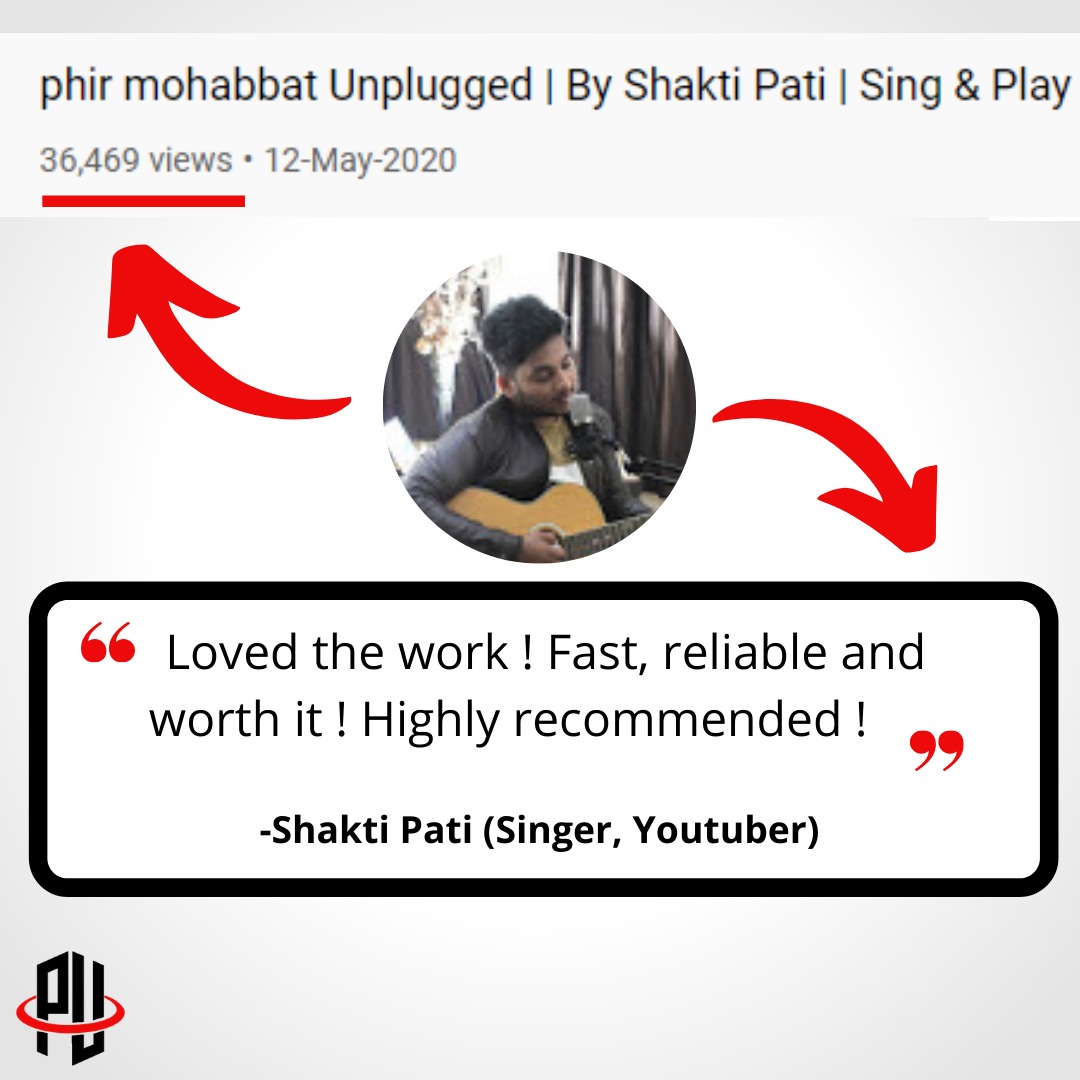 phir mohabbat Unplugged | By Shakti Pati | Sing & Play
36,469 views • 12-May-2020
“ Loved the work ! Fast, reliable and
worth it ! Highly recommended ! ”
-Shakti Pati (Singer, Youtuber)
PU